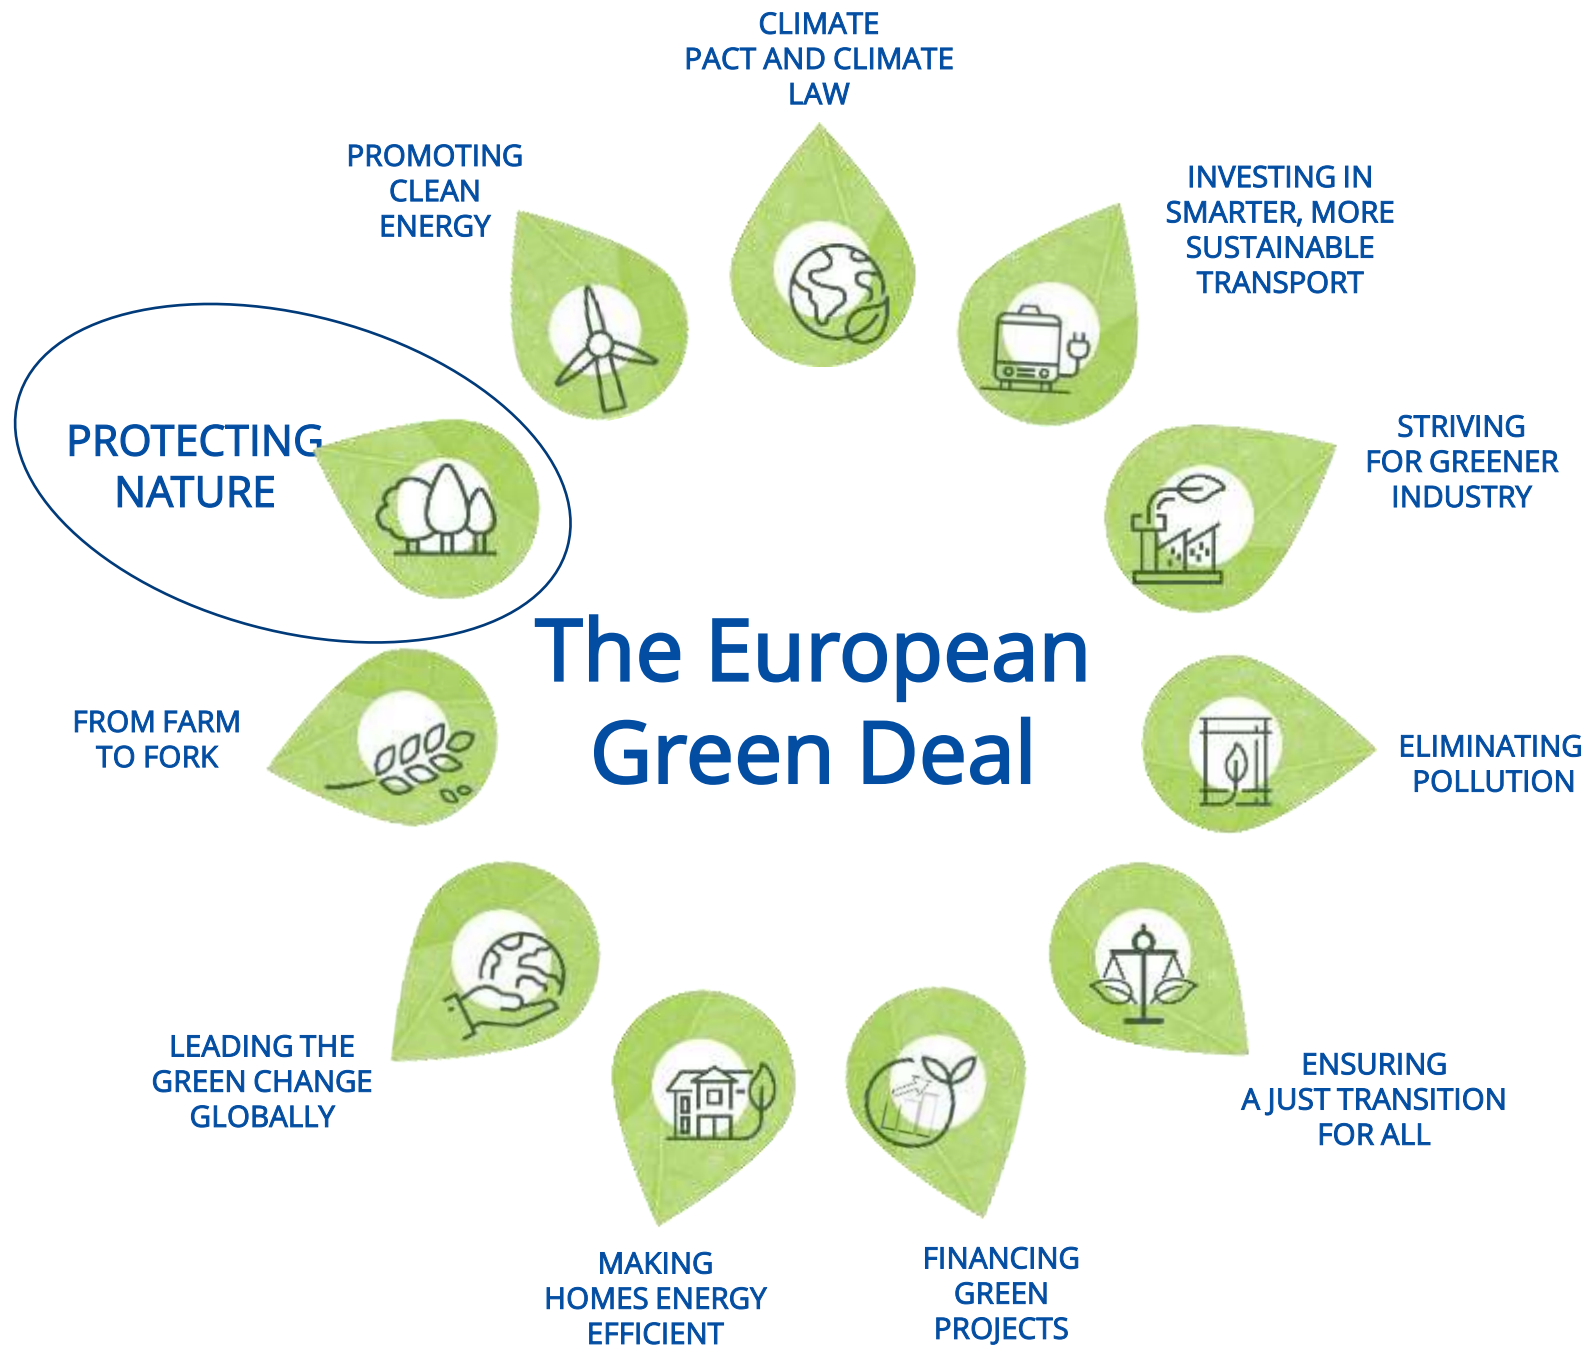 CLIMATE
PACT AND CLIMATE
LAW
PROMOTING
CLEAN
ENERGY
INVESTING IN
SMARTER, MORE
SUSTAINABLE
TRANSPORT
PROTECTING
NATURE
STRIVING
FOR GREENER
INDUSTRY
The European
Green Deal
FROM FARM
TO FORK
ELIMINATING
POLLUTION
LEADING THE
GREEN CHANGE
GLOBALLY
ENSURING
A JUST TRANSITION
FOR ALL
MAKING
HOMES ENERGY
EFFICIENT
FINANCING
GREEN
PROJECTS